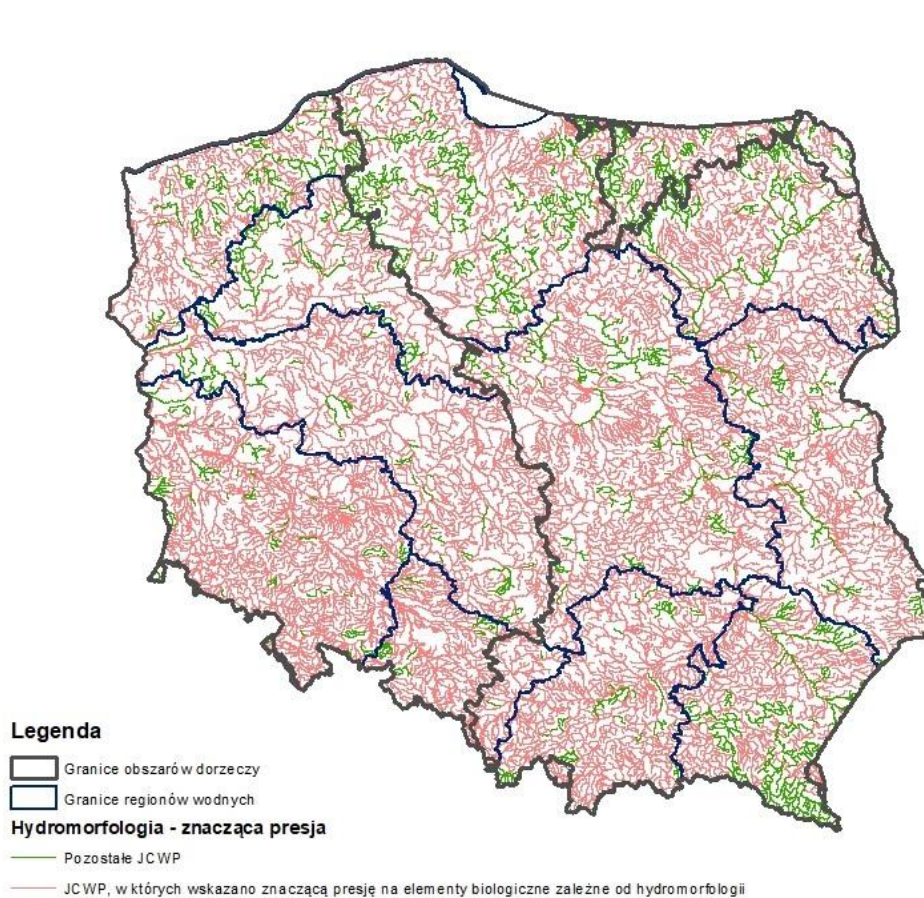 Legenda
Granice obszarów dorzeczy
Granice regionów wodnych
Hydromorfologia - znacząca presja
Pozostałe JCWP
JCWP, w których wskazano znaczącą presję na elementy biologiczne zależne od hydromorfologii